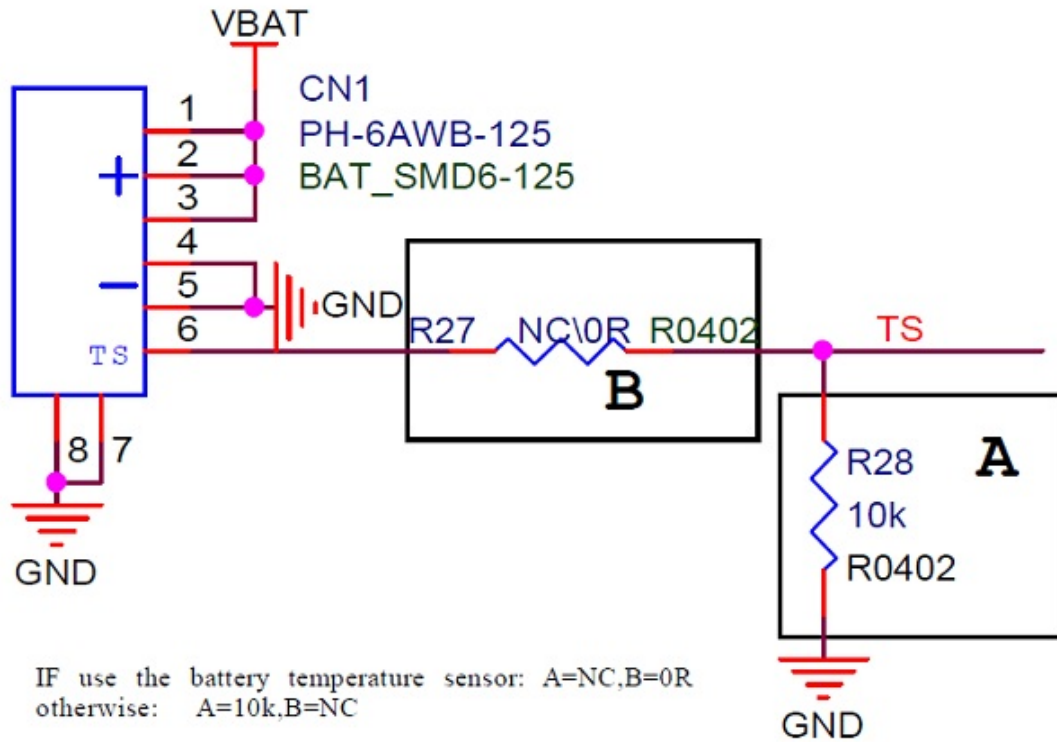 VBAT
CN1
PH-6AWB-125
BAT_SMD6-125
1
2
+
3
4
5
-
6
TS
GND
R27 NC\0R R0402
B
TS
8 7
GND
A
R28
10k
R0402
GND
IF use the battery temperature sensor: A=NC,B=0R
otherwise: A=10k,B=NC